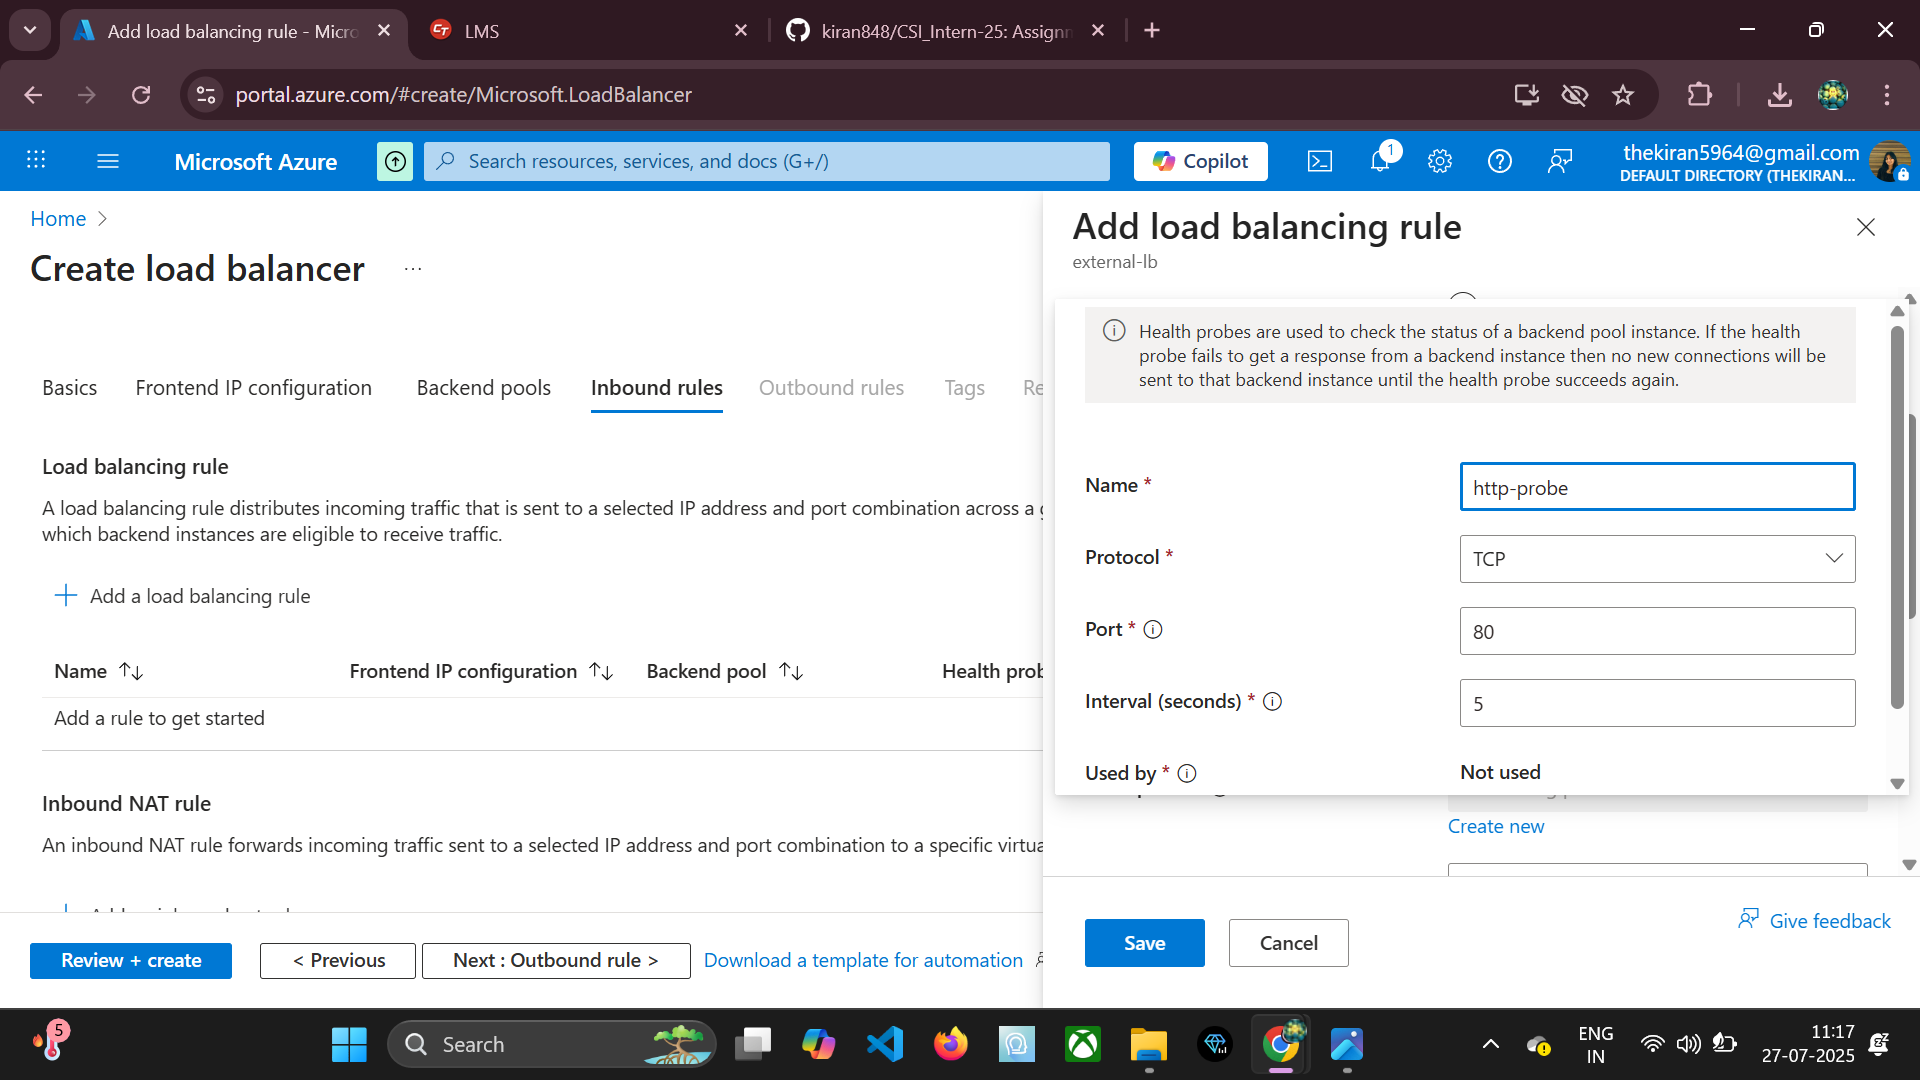 Add load balancing rule - Micro
LMS
kiran848/CSI_Intern-25: Assignm
portal.azure.com/#create/Microsoft.LoadBalancer
Microsoft Azure
Search resources, services, and docs (G+/)
Copilot
1
thekiran5964@gmail.com
DEFAULT DIRECTORY (THEKIRAN...
Home
Create load balancer
...
Basics
Frontend IP configuration
Backend pools
Inbound rules
Outbound rules
Tags
Re
Load balancing rule
A load balancing rule distributes incoming traffic that is sent to a selected IP address and port combination across a g
which backend instances are eligible to receive traffic.
Add a load balancing rule
Name
Frontend IP configuration
Backend pool
Health prob
Add a rule to get started
Inbound NAT rule
An inbound NAT rule forwards incoming traffic sent to a selected IP address and port combination to a specific virtua
Review + create
< Previous
Next : Outbound rule >
Download a template for automation
Add load balancing rule
external-lb
Health probes are used to check the status of a backend pool instance. If the health
probe fails to get a response from a backend instance then no new connections will be
sent to that backend instance until the health probe succeeds again.
Name *
http-probe
Protocol *
TCP
Port *
80
Interval (seconds) *
5
Used by *
Not used
Create new
Save
Cancel
Give feedback
5
Search
ENG
IN
11:17
27-07-2025